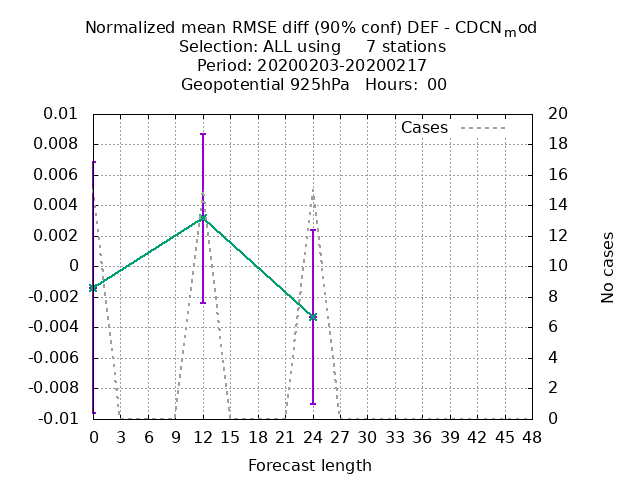 Normalized mean RMSE diff (90% conf) DEF - CDCNmod
Selection: ALL using 7 stations
Period: 20200203-20200217
Geopotential 925hPa Hours: 00
Cases
0.01
0.008
0.006
0.004
0.002
0
-0.002
-0.004
-0.006
-0.008
-0.01
20
18
16
14
12
10
8
6
4
2
0
No cases
0 3 6 9 12 15 18 21 24 27 30 33 36 39 42 45 48
Forecast length